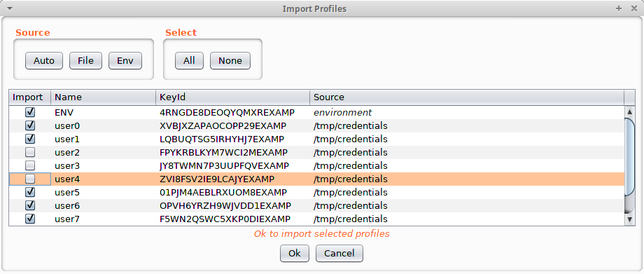 Import Profiles
Source
Select
Auto File Env
All None
Import Name KeyId Source
ENV 4RNGDE8DEOQYQMXREXAMP environment
user0 XVBJXZAPAOCOPP29EXAMP /tmp/credentials
user1 LQBUQTSG5IRHYHJ7EXAMP /tmp/credentials
user2 FPYKRBLKYM7WCI2MEXAMP /tmp/credentials
user3 JY8TWMN7P3UUPFQVEXAMP /tmp/credentials
user4 ZVI8FSV2IE9LCAJYEXAMP /tmp/credentials
user5 01PJM4AEBLRXUOM8EXAMP /tmp/credentials
user6 OPVH6YRZH9WJVDD1EXAMP /tmp/credentials
user7 F5WN2QSWC5XKP0DIEXAMP /tmp/credentials
Ok to import selected profiles
Ok Cancel